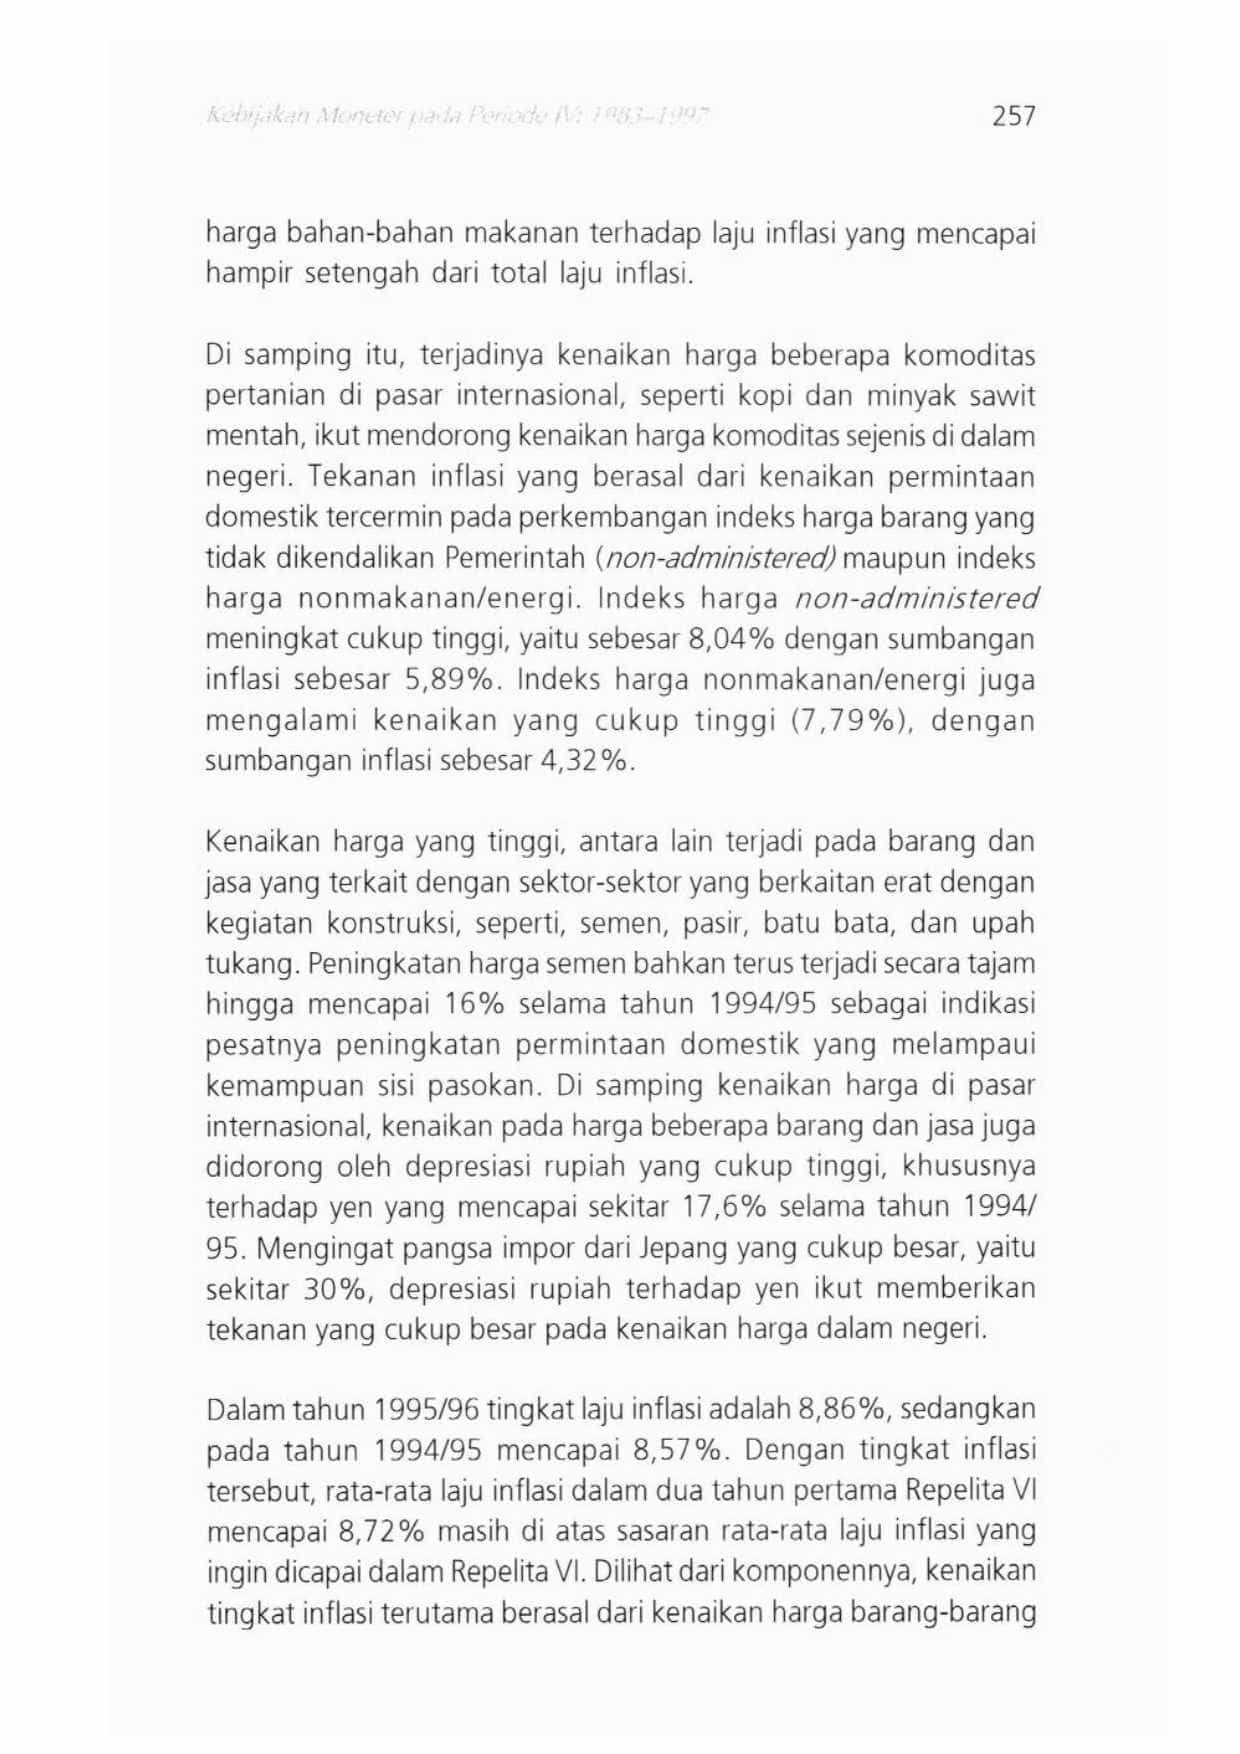 Kebijakan Moneter pada Periode IV: 1983–1997
257
harga bahan-bahan makanan terhadap laju inflasi yang mencapai
hampir setengah dari total laju inflasi.
Di samping itu, terjadinya kenaikan harga beberapa komoditas
pertanian di pasar internasional, seperti kopi dan minyak sawit
mentah, ikut mendorong kenaikan harga komoditas sejenis di dalam
negeri. Tekanan inflasi yang berasal dari kenaikan permintaan
domestik tercermin pada perkembangan indeks harga barang yang
tidak dikendalikan Pemerintah (non-administered) maupun indeks
harga nonmakanan/energi. Indeks harga non-administered
meningkat cukup tinggi, yaitu sebesar 8,04% dengan sumbangan
inflasi sebesar 5,89%. Indeks harga nonmakanan/energi juga
mengalami kenaikan yang cukup tinggi (7,79%), dengan
sumbangan inflasi sebesar 4,32%.
Kenaikan harga yang tinggi, antara lain terjadi pada barang dan
jasa yang terkait dengan sektor-sektor yang berkaitan erat dengan
kegiatan konstruksi, seperti, semen, pasir, batu bata, dan upah
tukang. Peningkatan harga semen bahkan terus terjadi secara tajam
hingga mencapai 16% selama tahun 1994/95 sebagai indikasi
pesatnya peningkatan permintaan domestik yang melampaui
kemampuan sisi pasokan. Di samping kenaikan harga di pasar
internasional, kenaikan pada harga beberapa barang dan jasa juga
didorong oleh depresiasi rupiah yang cukup tinggi, khususnya
terhadap yen yang mencapai sekitar 17,6% selama tahun 1994/
95. Mengingat pangsa impor dari Jepang yang cukup besar, yaitu
sekitar 30%, depresiasi rupiah terhadap yen ikut memberikan
tekanan yang cukup besar pada kenaikan harga dalam negeri.
Dalam tahun 1995/96 tingkat laju inflasi adalah 8,86%, sedangkan
pada tahun 1994/95 mencapai 8,57%. Dengan tingkat inflasi
tersebut, rata-rata laju inflasi dalam dua tahun pertama Repelita VI
mencapai 8,72% masih di atas sasaran rata-rata laju inflasi yang
ingin dicapai dalam Repelita VI. Dilihat dari komponennya, kenaikan
tingkat inflasi terutama berasal dari kenaikan harga barang-barang